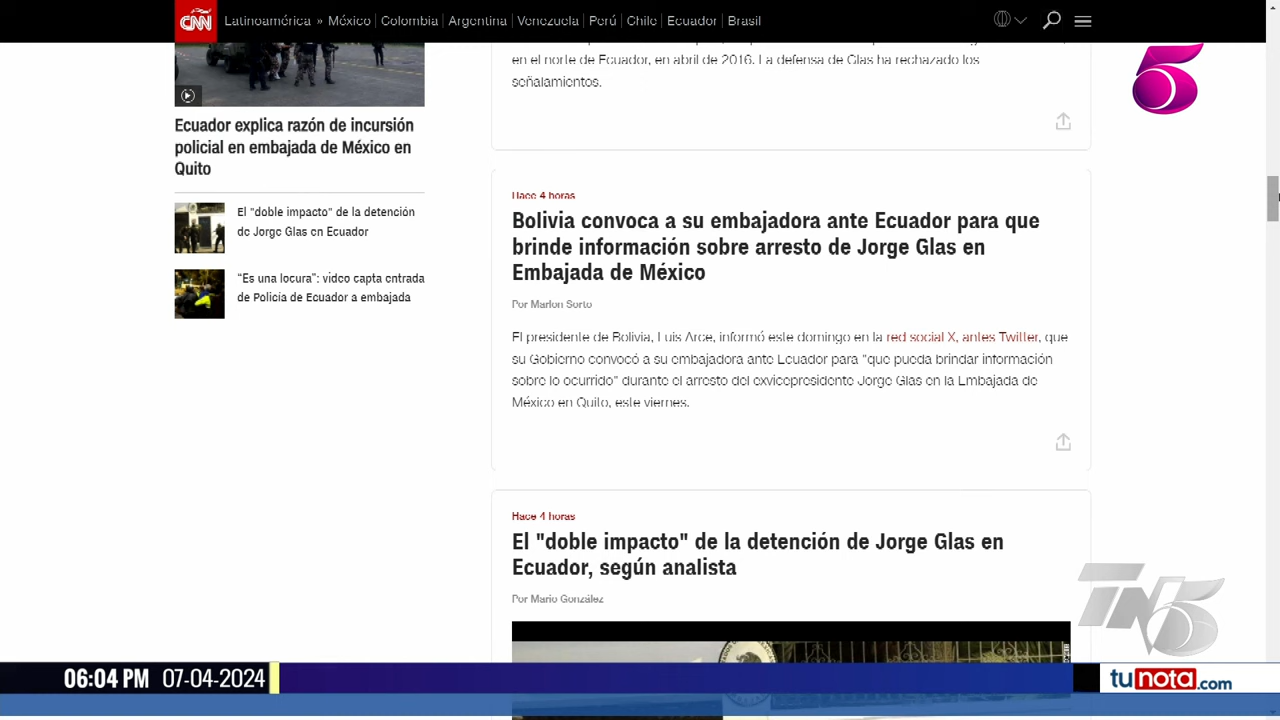 CNN Latinoamérica » México Colombia Argentina Venezuela Perú Chile Ecuador Brasil
5
en el norte de Ecuador, en abril de 2016. La defensa de Glas ha rechazado los
señalamientos.
Ecuador explica razón de incursión
policial en embajada de México en
Quito
El "doble impacto" de la detención
de Jorge Glas en Ecuador
“Es una locura”: video capta entrada
de Policía de Ecuador a embajada
Hace 4 horas
Bolivia convoca a su embajadora ante Ecuador para que
brinde información sobre arresto de Jorge Glas en
Embajada de México
Por Marlon Sorto
El presidente de Bolivia, Luis Arce, informó este domingo en la red social X, antes Twitter, que
su Gobierno convocó a su embajadora ante Ecuador para "que pueda brindar información
sobre lo ocurrido" durante el arresto del exvicepresidente Jorge Glas en la Embajada de
México en Quito, este viernes.
Hace 4 horas
El "doble impacto" de la detención de Jorge Glas en
Ecuador, según analista
Por Mario González
TN5
06:04 PM 07-04-2024
tunota.com